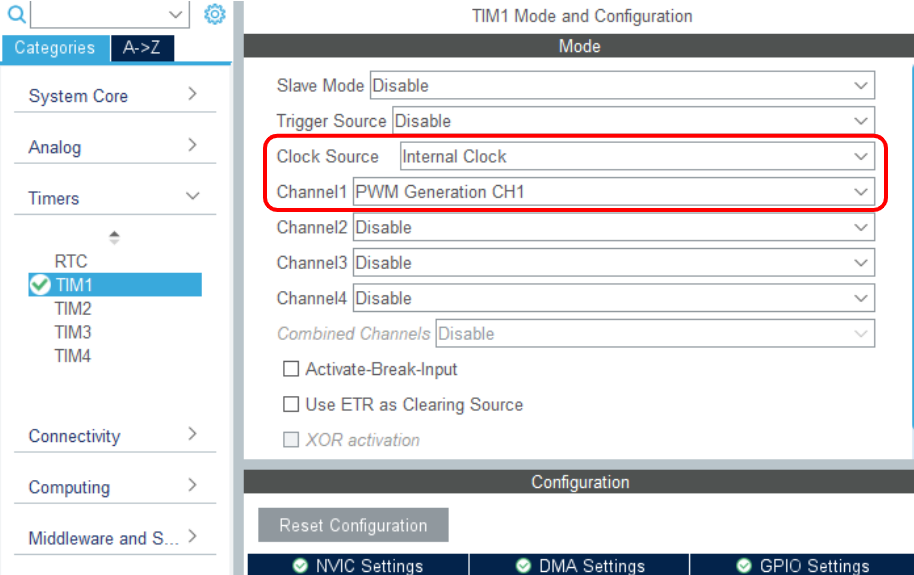 TIM1 Mode and Configuration
Categories A->Z
Mode
System Core
Analog
Timers
RTC
TIM1
TIM2
TIM3
TIM4
Connectivity
Computing
Middleware and S...
Slave Mode Disable
Trigger Source Disable
Clock Source Internal Clock
Channel1 PWM Generation CH1
Channel2 Disable
Channel3 Disable
Channel4 Disable
Combined Channels Disable
Activate-Break-Input
Use ETR as Clearing Source
XOR activation
Configuration
Reset Configuration
NVIC Settings DMA Settings GPIO Settings